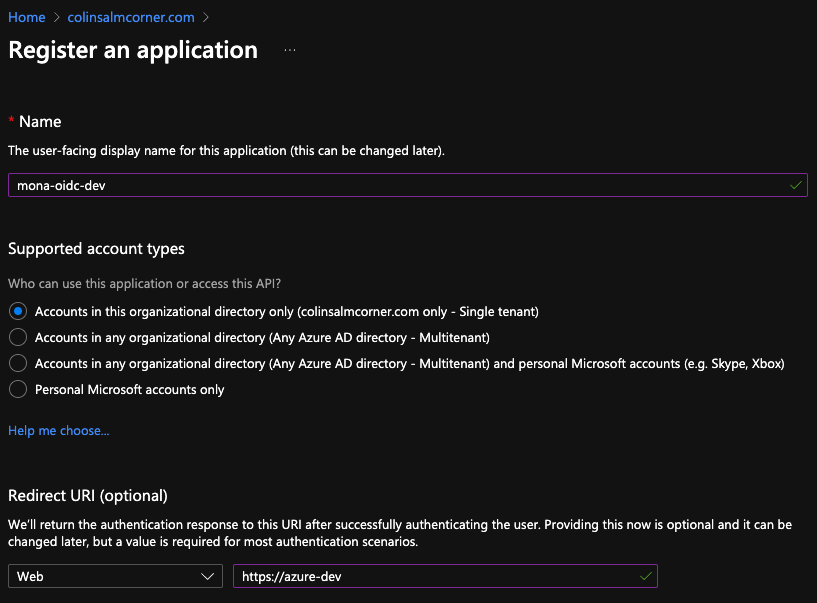 Home > colinsalmcorner.com >
Register an application ...
* Name
The user-facing display name for this application (this can be changed later).
mona-oidc-dev
Supported account types
Who can use this application or access this API?
Accounts in this organizational directory only (colinsalmcorner.com only - Single tenant)
Accounts in any organizational directory (Any Azure AD directory - Multitenant)
Accounts in any organizational directory (Any Azure AD directory - Multitenant) and personal Microsoft accounts (e.g. Skype, Xbox)
Personal Microsoft accounts only
Help me choose...
Redirect URI (optional)
We'll return the authentication response to this URI after successfully authenticating the user. Providing this now is optional and it can be
changed later, but a value is required for most authentication scenarios.
Web https://azure-dev